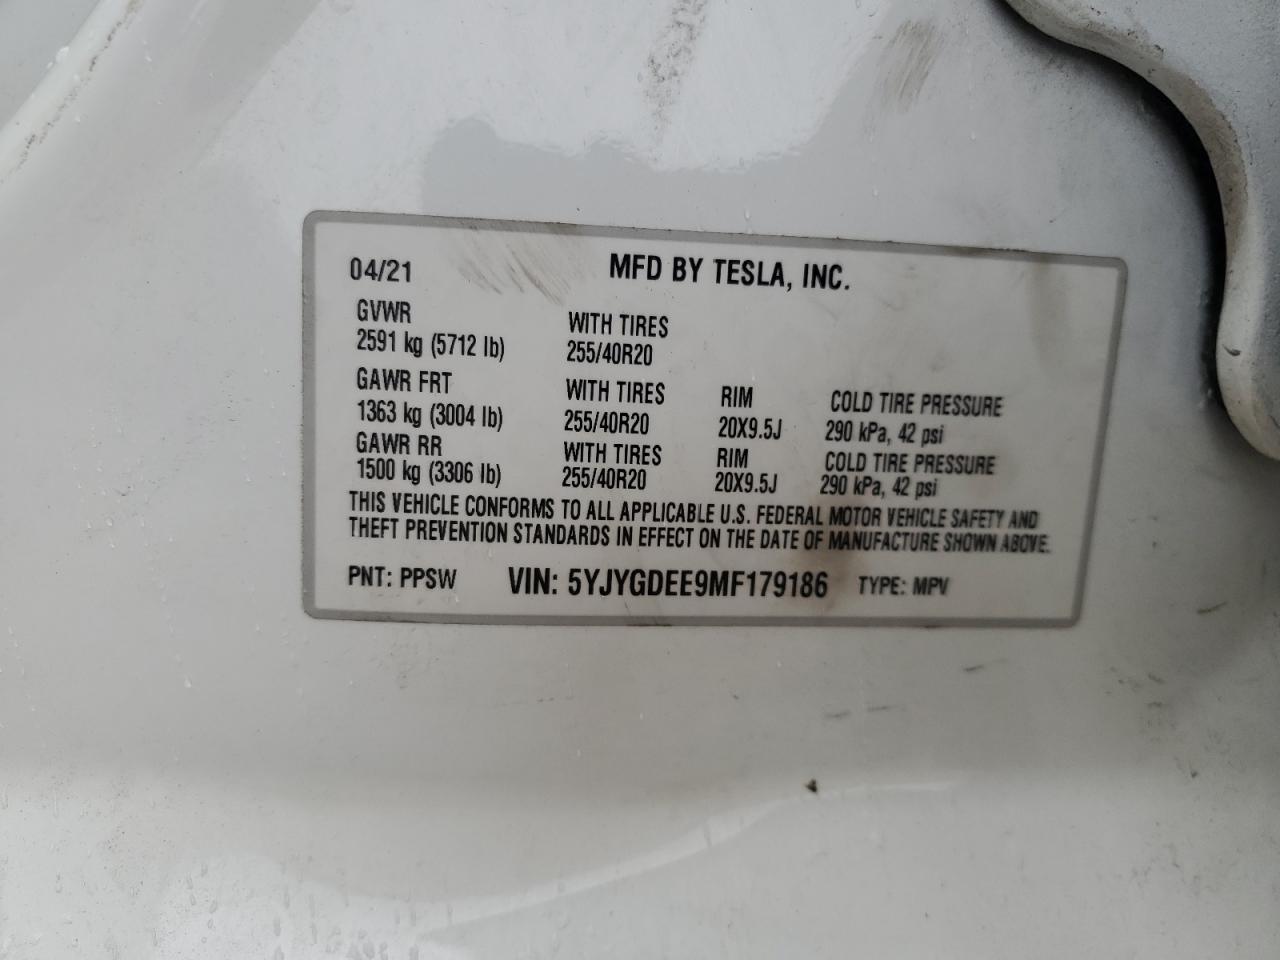 04/21 MFD BY TESLA, INC.
GVWR WITH TIRES
2591 kg (5712 lb) 255/40R20
GAWR FRT WITH TIRES RIM COLD TIRE PRESSURE
1363 kg (3004 lb) 255/40R20 20X9.5J 290 kPa, 42 psi
GAWR RR WITH TIRES RIM COLD TIRE PRESSURE
1500 kg (3306 lb) 255/40R20 20X9.5J 290 kPa, 42 psi
THIS VEHICLE CONFORMS TO ALL APPLICABLE U.S. FEDERAL MOTOR VEHICLE SAFETY AND
THEFT PREVENTION STANDARDS IN EFFECT ON THE DATE OF MANUFACTURE SHOWN ABOVE.
PNT: PPSW VIN: 5YJYGDEE9MF179186 TYPE: MPV